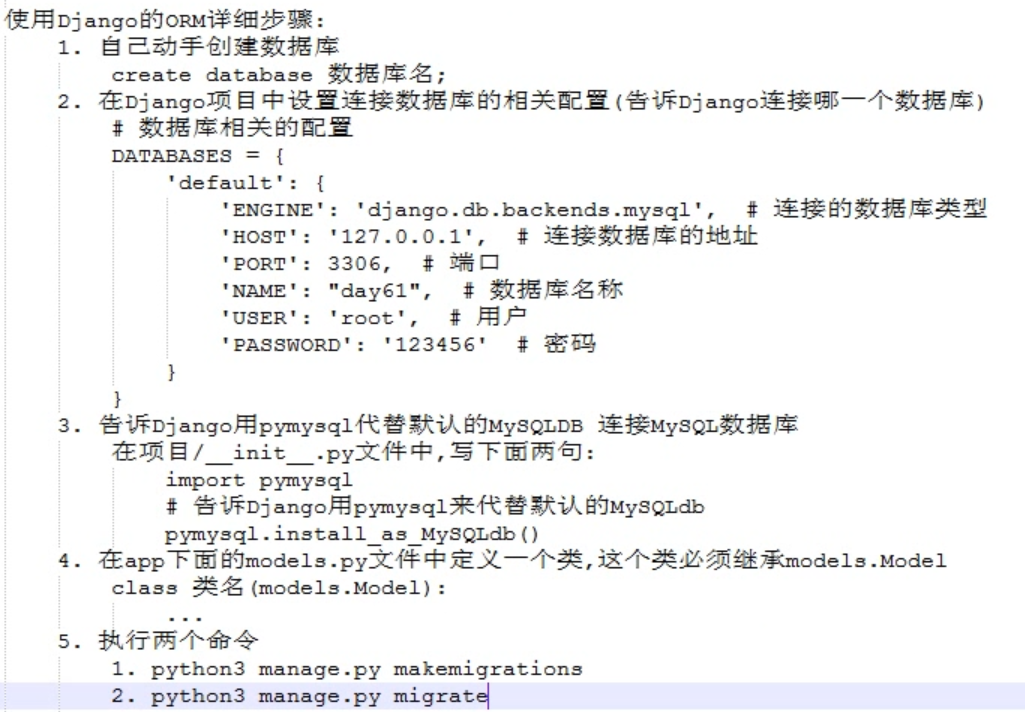 使用Django的ORM详细步骤:
1. 自己动手创建数据库
create database 数据库名;
2. 在Django项目中设置连接数据库的相关配置(告诉Django连接哪一个数据库)
# 数据库相关的配置
DATABASES = {
'default': {
'ENGINE': 'django.db.backends.mysql',  # 连接的数据库类型
'HOST': '127.0.0.1',  # 连接数据库的地址
'PORT': 3306,  # 端口
'NAME': "day61",  # 数据库名称
'USER': 'root',  # 用户
'PASSWORD': '123456'  # 密码
}
}
3. 告诉Django用pymysql代替默认的MySQLDB 连接MySQL数据库
在项目/__init__.py文件中,写下面两句:
import pymysql
# 告诉Django用pymysql来代替默认的MySQLdb
pymysql.install_as_MySQLdb()
4. 在app下面的models.py文件中定义一个类,这个类必须继承models.Model
class 类名(models.Model):
...
5. 执行两个命令
1. python3 manage.py makemigrations
2. python3 manage.py migrate